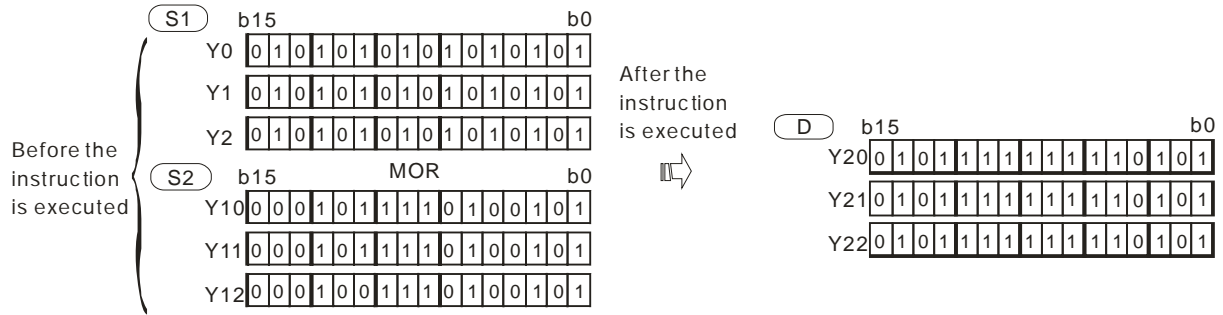 S1 b15 b0
Y0 0 1 0 1 0 1 0 1 0 1 0 1 0 1 0 1
Y1 0 1 0 1 0 1 0 1 0 1 0 1 0 1 0 1
Y2 0 1 0 1 0 1 0 1 0 1 0 1 0 1 0 1
Before the
instruction
is executed
S2 b15 MOR b0
Y10 0 0 0 1 0 1 1 1 1 0 1 0 0 1 0 1
Y11 0 0 0 1 0 1 1 1 1 0 1 0 0 1 0 1
Y12 0 0 0 1 0 0 1 1 1 0 1 0 0 1 0 1
After the
instruction
is executed
D b15 b0
Y20 0 1 0 1 1 1 1 1 1 1 1 1 0 1 0 1
Y21 0 1 0 1 1 1 1 1 1 1 1 1 0 1 0 1
Y22 0 1 0 1 1 1 1 1 1 1 1 1 0 1 0 1